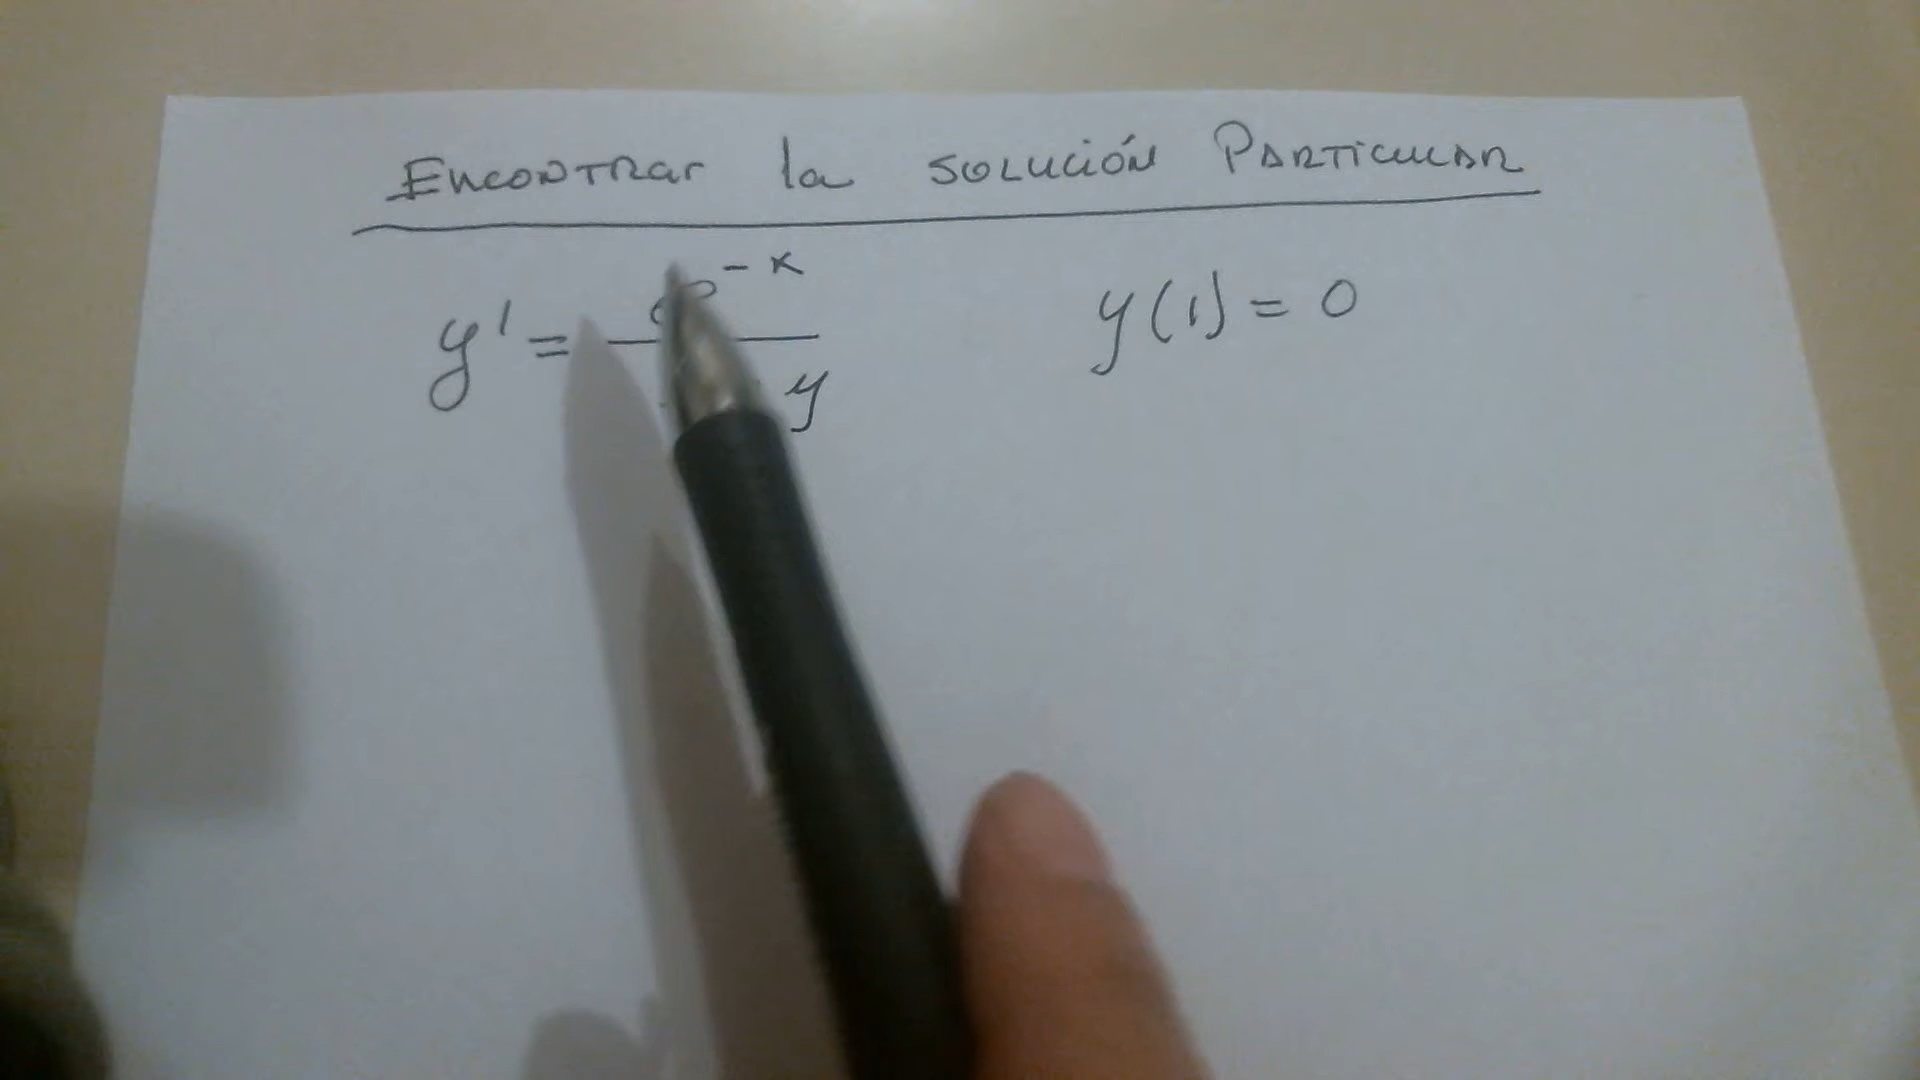 Encontrar la solución Particular
y' = e^-x / y y(1) = 0